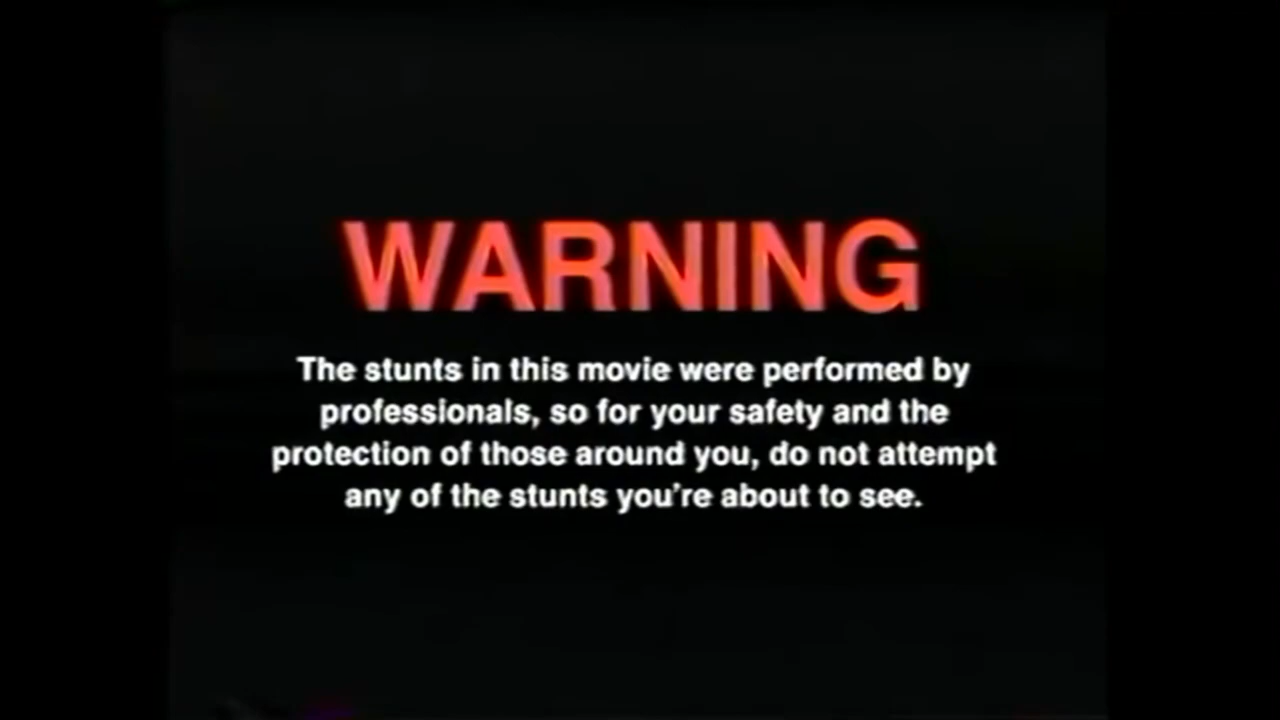 WARNING
The stunts in this movie were performed by
professionals, so for your safety and the
protection of those around you, do not attempt
any of the stunts you're about to see.